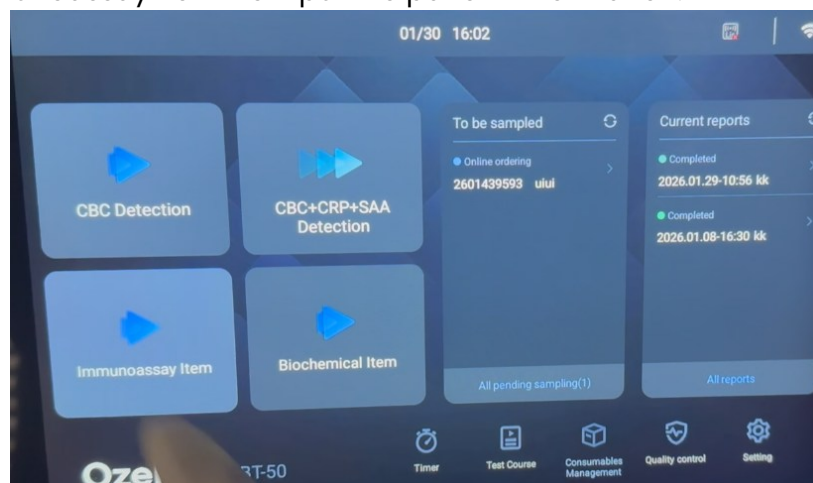 01/30 16:02
CBC Detection
CBC+CRP+SAA
Detection
Immunoassay Item
Biochemical Item
To be sampled
Online ordering
2601439593 uiui
All pending sampling(1)
Current reports
Completed
2026.01.29-10:56 kk
Completed
2026.01.08-16:30 kk
All reports
Timer
Test Course
Consumables
Management
Quality control
Setting